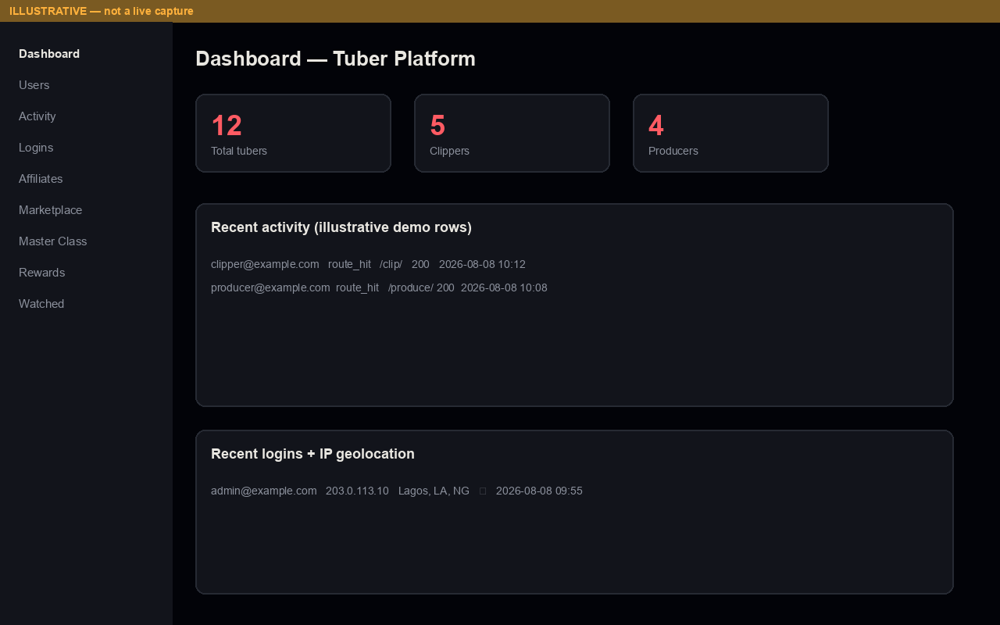 ILLUSTRATIVE — not a live capture
Dashboard
Users
Activity
Logins
Affiliates
Marketplace
Master Class
Rewards
Watched
Dashboard — Tuber Platform
12
Total tubers
5
Clippers
4
Producers
Recent activity (illustrative demo rows)
clipper@example.com route_hit /clip/ 200 2026-08-08 10:12
producer@example.com route_hit /produce/ 200 2026-08-08 10:08
Recent logins + IP geolocation
admin@example.com 203.0.113.10 Lagos, LA, NG 2026-08-08 09:55